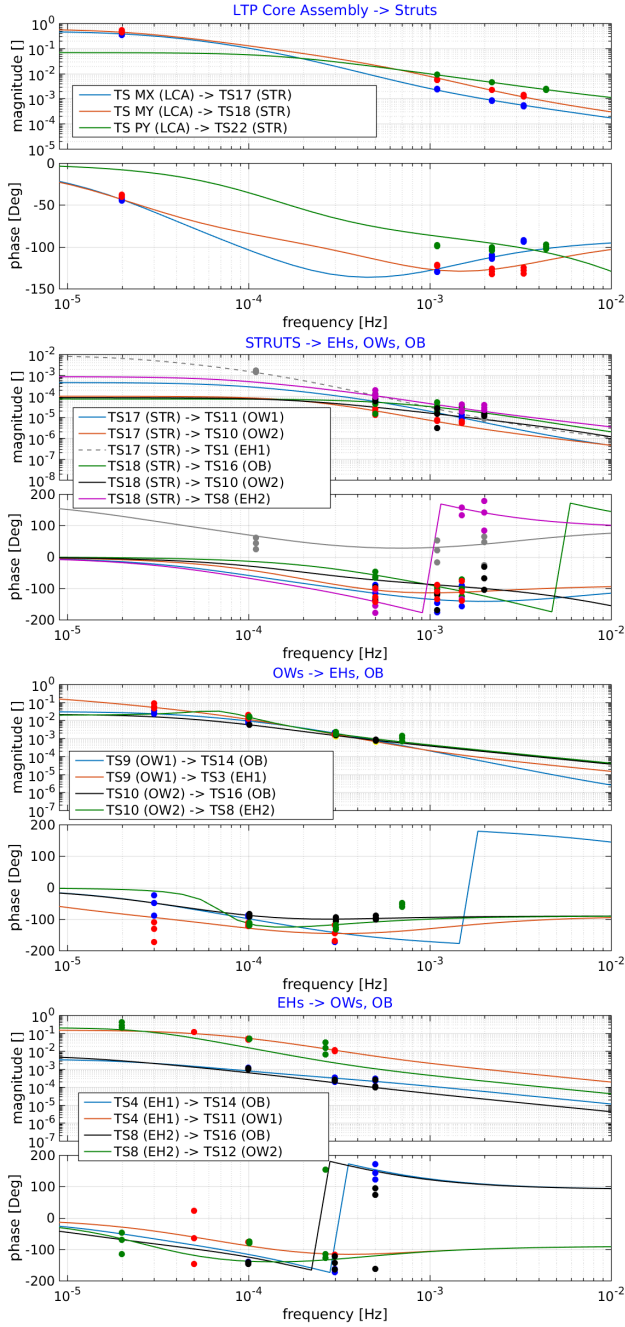 LTP Core Assembly -> Struts
magnitude []
10^0
10^-1
10^-2
10^-3
10^-4
10^-5
TS MX (LCA) -> TS17 (STR)
TS MY (LCA) -> TS18 (STR)
TS PY (LCA) -> TS22 (STR)
phase [Deg]
0
-50
-100
-150
10^-5
10^-4
10^-3
10^-2
frequency [Hz]
STRUTS -> EHs, OWs, OB
magnitude []
10^-2
10^-3
10^-4
10^-5
10^-6
10^-7
10^-8
TS17 (STR) -> TS11 (OW1)
TS17 (STR) -> TS10 (OW2)
TS17 (STR) -> TS1 (EH1)
TS18 (STR) -> TS16 (OB)
TS18 (STR) -> TS10 (OW2)
TS18 (STR) -> TS8 (EH2)
phase [Deg]
200
100
0
-100
-200
10^-5
10^-4
10^-3
10^-2
frequency [Hz]
OWs -> EHs, OB
magnitude []
10^0
10^-1
10^-2
10^-3
10^-4
10^-5
10^-6
10^-7
TS9 (OW1) -> TS14 (OB)
TS9 (OW1) -> TS3 (EH1)
TS10 (OW2) -> TS16 (OB)
TS10 (OW2) -> TS8 (EH2)
phase [Deg]
200
100
0
-100
-200
10^-5
10^-4
10^-3
10^-2
frequency [Hz]
EHs -> OWs, OB
magnitude []
10^0
10^-1
10^-2
10^-3
10^-4
10^-5
10^-6
10^-7
TS4 (EH1) -> TS14 (OB)
TS4 (EH1) -> TS11 (OW1)
TS8 (EH2) -> TS16 (OB)
TS8 (EH2) -> TS12 (OW2)
phase [Deg]
200
100
0
-100
-200
10^-5
10^-4
10^-3
10^-2
frequency [Hz]